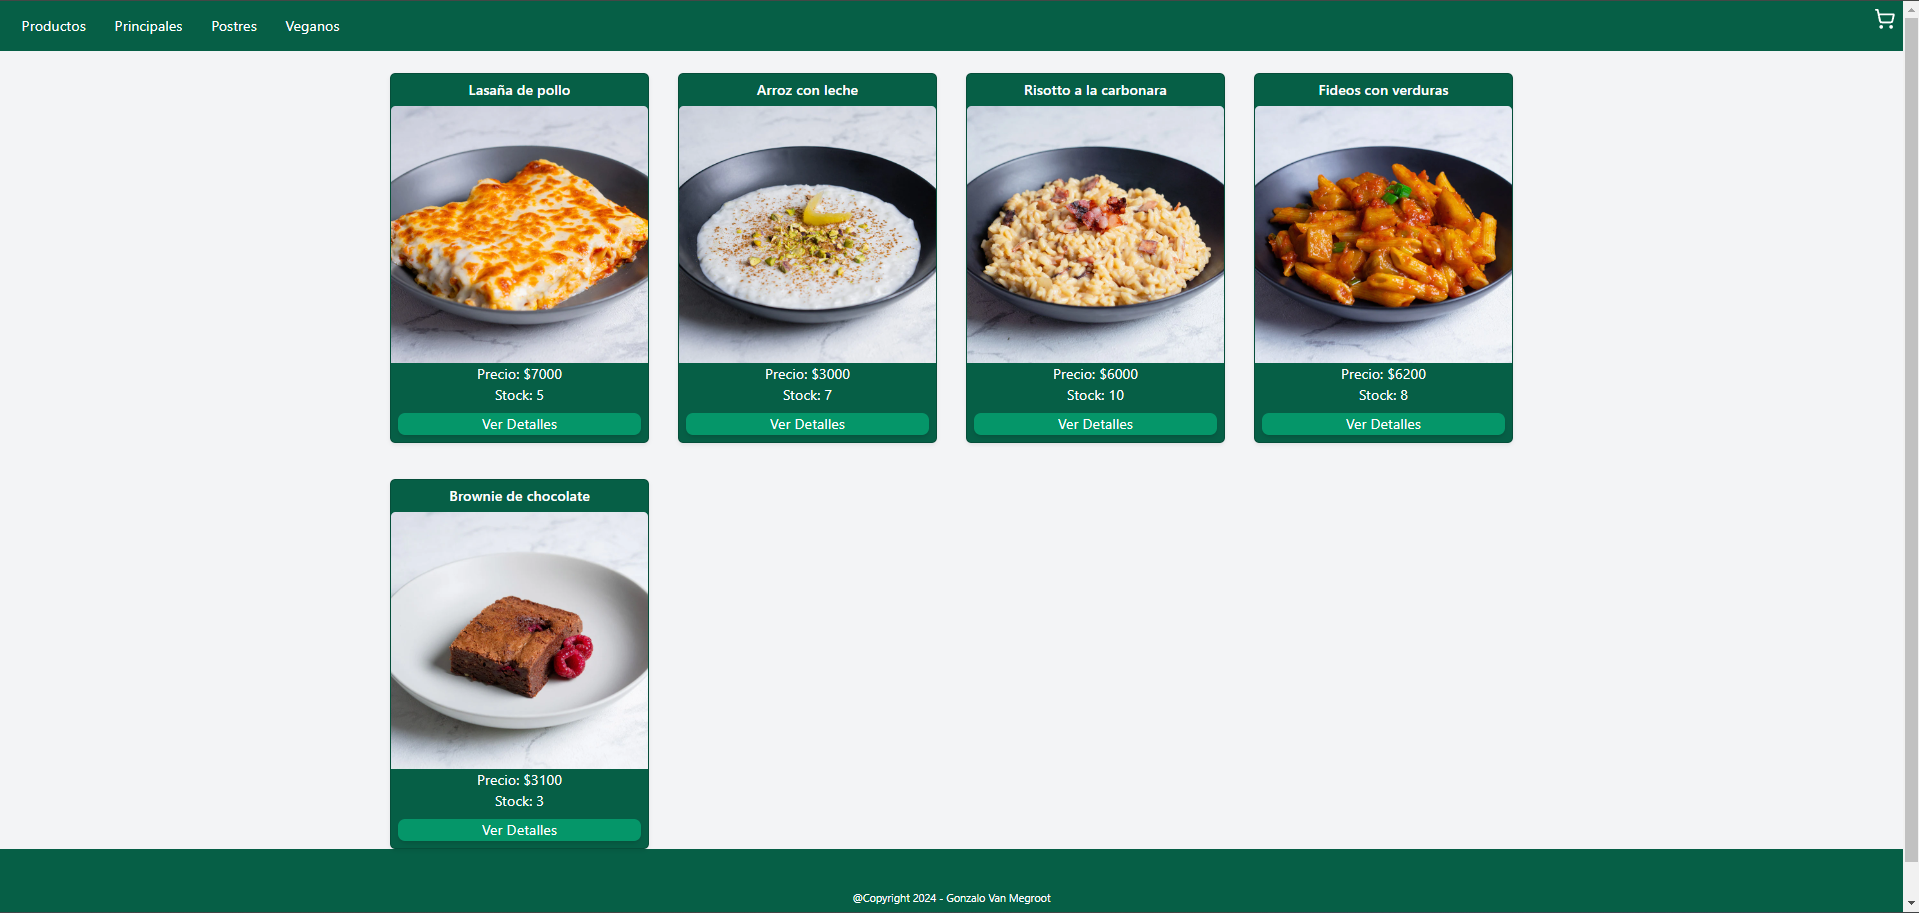 Productos Principales Postres Veganos
Lasaña de pollo
Precio: $7000
Stock: 5
Ver Detalles
Arroz con leche
Precio: $3000
Stock: 7
Ver Detalles
Risotto a la carbonara
Precio: $6000
Stock: 10
Ver Detalles
Fideos con verduras
Precio: $6200
Stock: 8
Ver Detalles
Brownie de chocolate
Precio: $3100
Stock: 3
Ver Detalles
@Copyright 2024 - Gonzalo Van Megroot